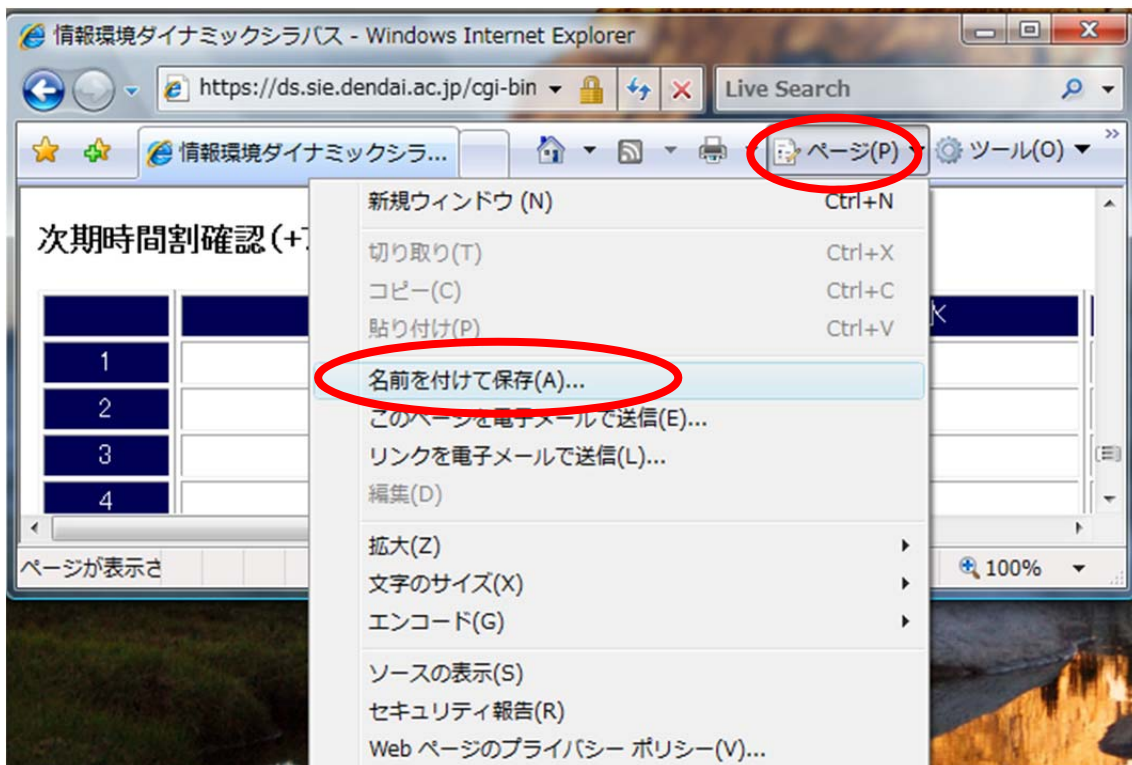 情報環境ダイナミックシラバス - Windows Internet Explorer
https://ds.sie.dendai.ac.jp/cgi-bin
Live Search
情報環境ダイナミックシラ...
ページ(P)
ツール(O)
次期時間割確認(+
1
2
3
4
新規ウィンドウ (N) Ctrl+N
切り取り(T) Ctrl+X
コピー(C) Ctrl+C
貼り付け(P) Ctrl+V
名前を付けて保存(A)...
このページを電子メールで送信(E)...
リンクを電子メールで送信(L)...
編集(D)
拡大(Z)
文字のサイズ(X)
エンコード(G)
ソースの表示(S)
セキュリティ報告(R)
Web ページのプライバシー ポリシー(V)...
ページが表示さ
100%